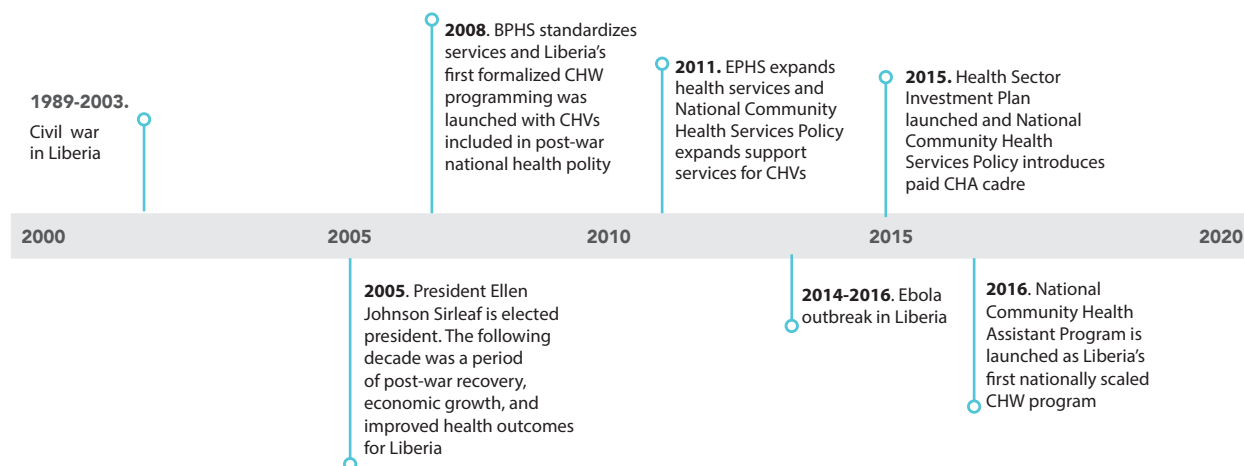 1989-2003.
Civil war
in Liberia
2008. BPHS standardizes
services and Liberia's
first formalized CHW
programming was
launched with CHVs
included in post-war
national health polity
2011. EPHS expands
health services and
National Community
Health Services Policy
expands support
services for CHVs
2015. Health Sector
Investment Plan
launched and National
Community Health
Services Policy introduces
paid CHA cadre
2000
2005
2010
2015
2020
2005. President Ellen
Johnson Sirleaf is elected
president. The following
decade was a period
of post-war recovery,
economic growth, and
improved health outcomes
for Liberia
2014-2016. Ebola
outbreak in Liberia
2016. National
Community Health
Assistant Program is
launched as Liberia's
first nationally scaled
CHW program